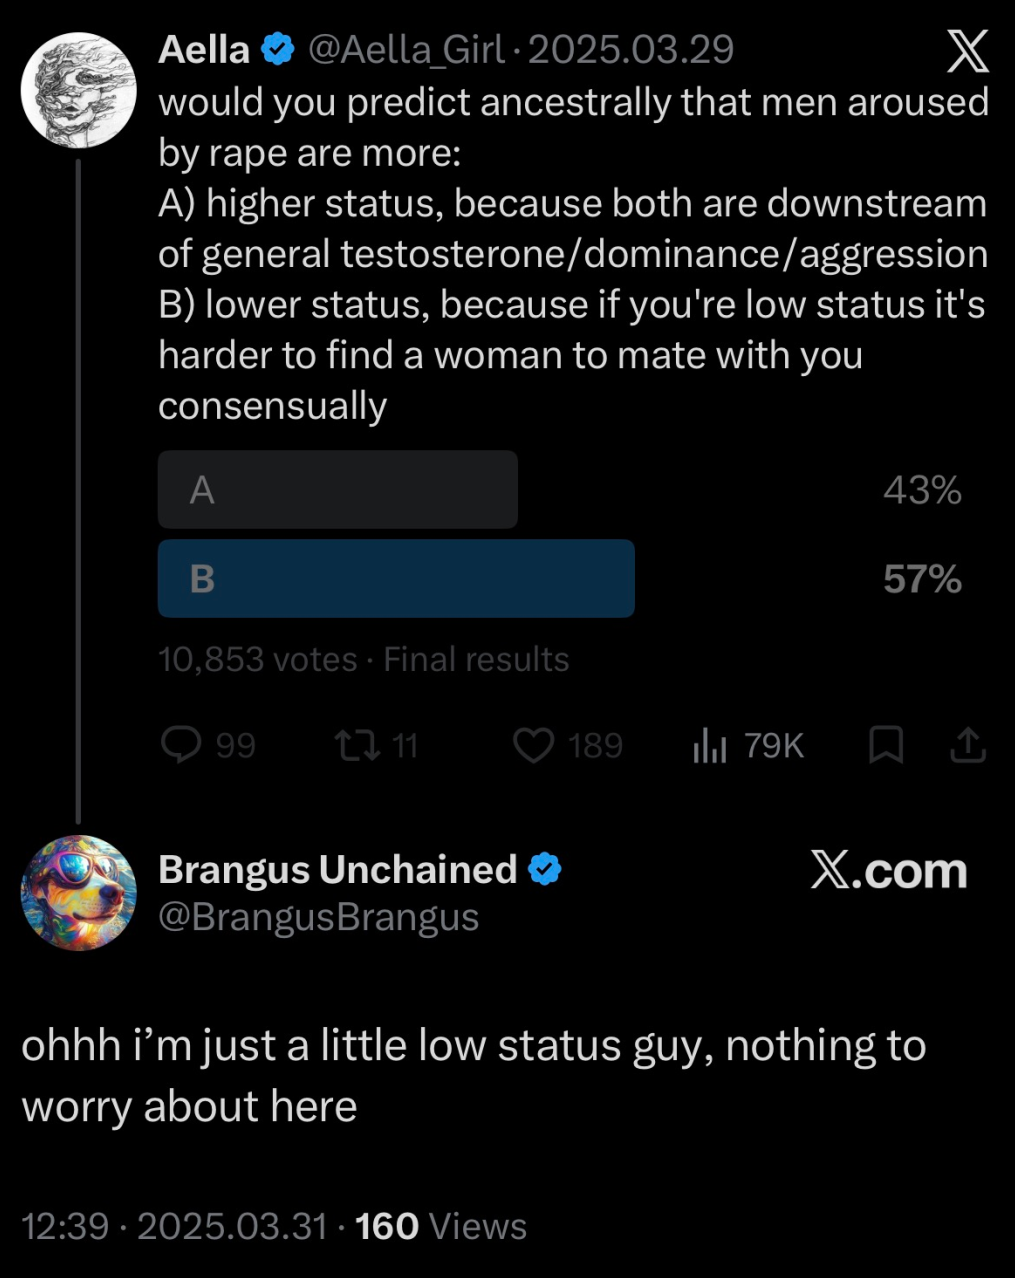 Aella @Aella_Girl · 2025.03.29 X
would you predict ancestrally that men aroused
by rape are more:
A) higher status, because both are downstream
of general testosterone/dominance/aggression
B) lower status, because if you're low status it's
harder to find a woman to mate with you
consensually
A 43%
B 57%
10,853 votes · Final results
99 11 189 79K
Brangus Unchained X.com
@BrangusBrangus
ohhh i’m just a little low status guy, nothing to
worry about here
12:39 · 2025.03.31 · 160 Views